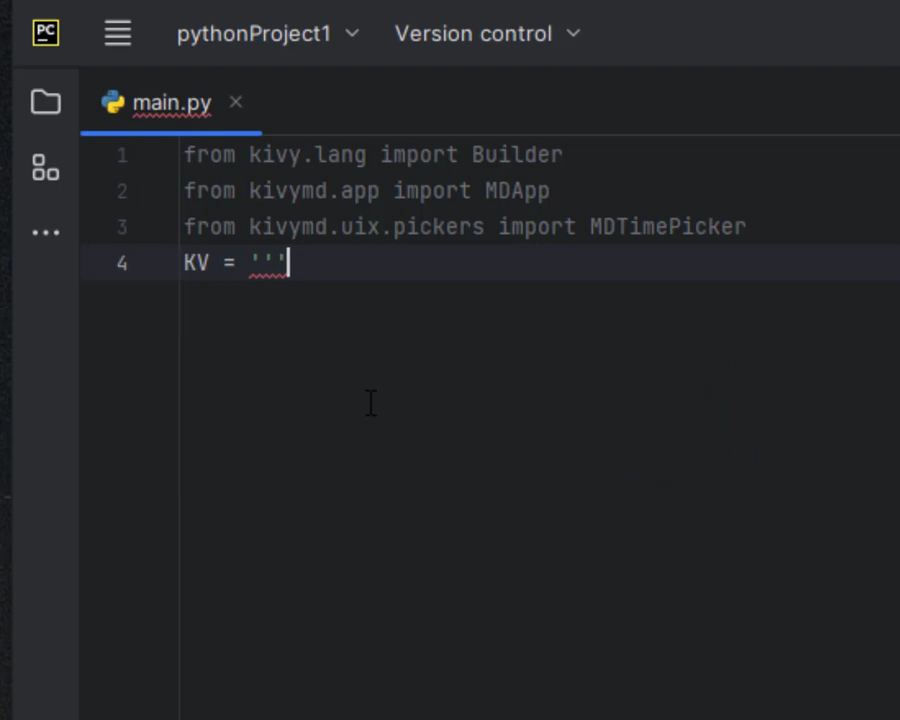 PC pythonProject1 Version control
main.py
1 from kivy.lang import Builder
2 from kivymd.app import MDApp
3 from kivymd.uix.pickers import MDTimePicker
4 KV = '''